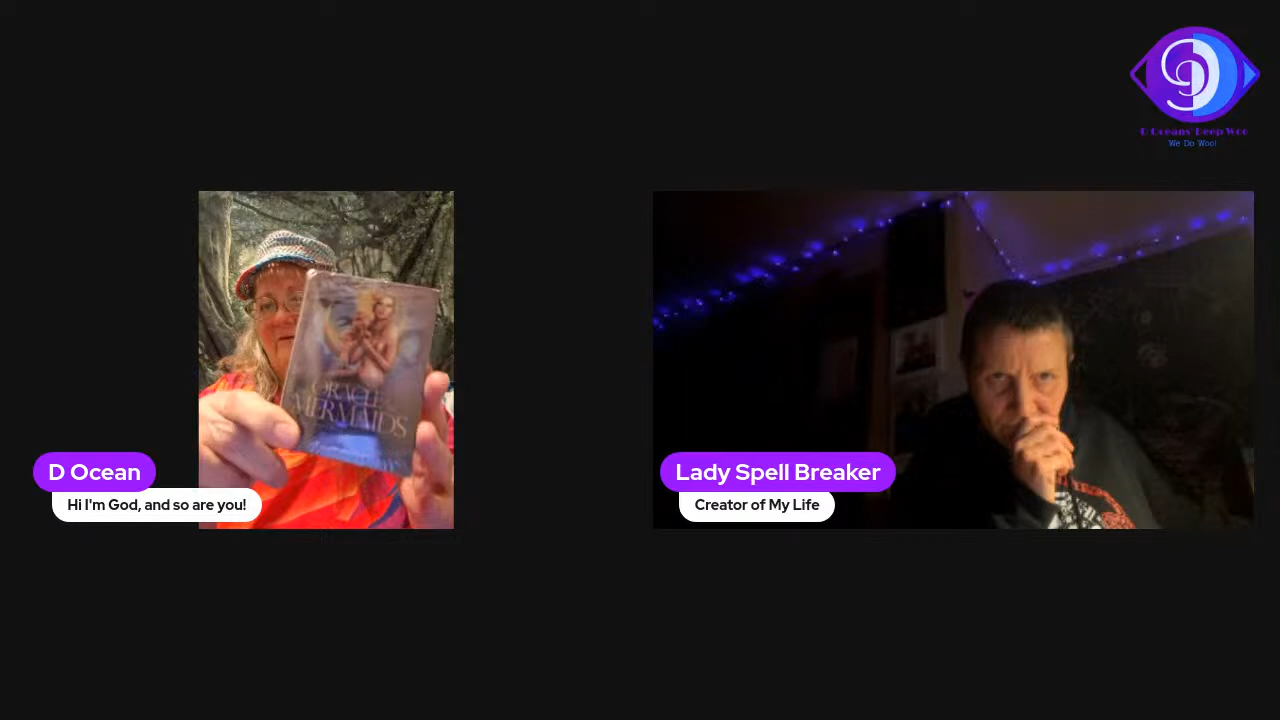 D Oceans' Deep Woo
We Do Woo!
ORACLE
MERMAIDS
D Ocean
Hi I'm God, and so are you!
Lady Spell Breaker
Creator of My Life